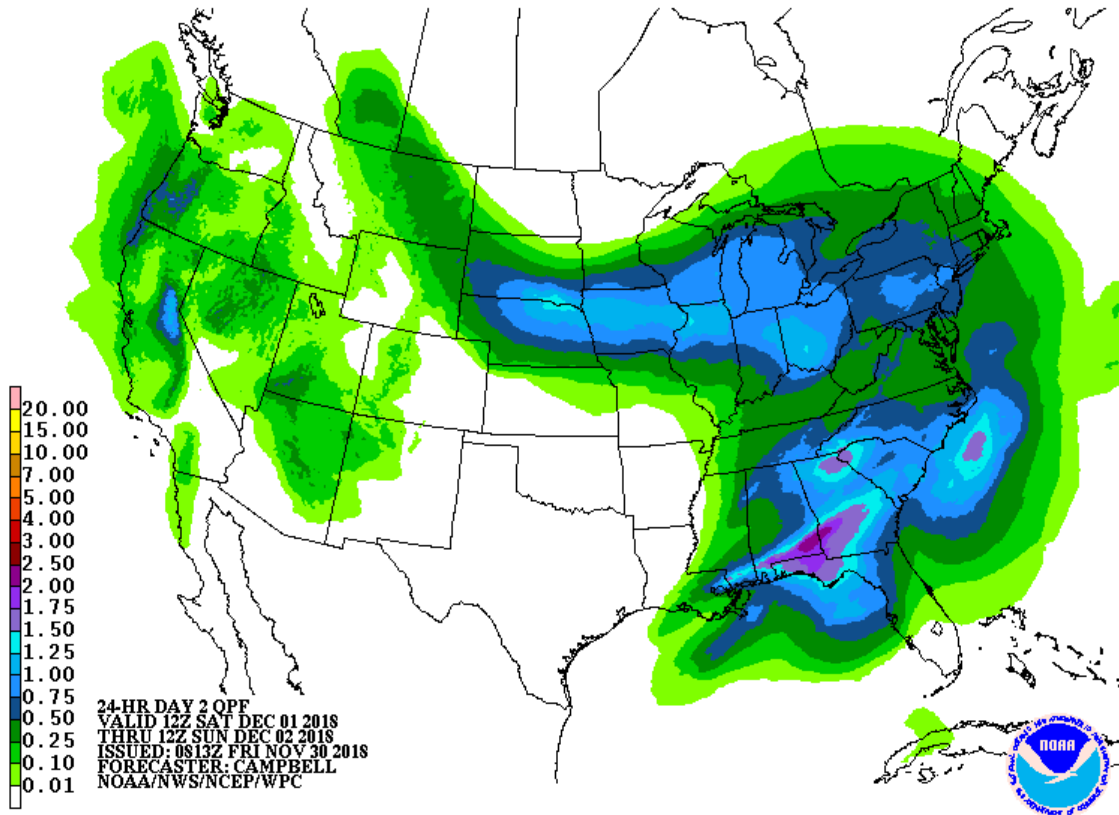 20.00
15.00
10.00
7.00
5.00
4.00
3.00
2.50
2.00
1.75
1.50
1.25
1.00
0.75
0.50
0.25
0.10
0.01
24-HR DAY 2 QPF
VALID 12Z SAT DEC 01 2018
THRU 12Z SUN DEC 02 2018
ISSUED: 0813Z FRI NOV 30 2018
FORECASTER: CAMPBELL
NOAA/NWS/NCEP/WPC
NOAA